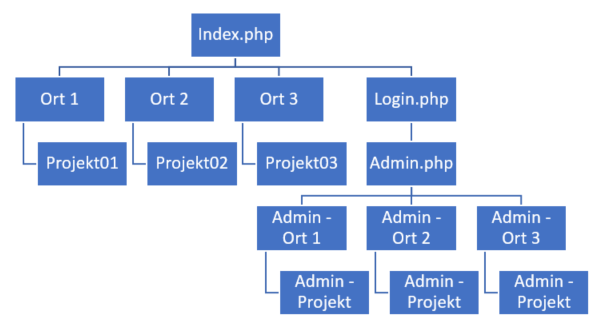 Index.php
Ort 1
Ort 2
Ort 3
Login.php
Projekt01
Projekt02
Projekt03
Admin.php
Admin -
Ort 1
Admin -
Ort 2
Admin -
Ort 3
Admin -
Projekt
Admin -
Projekt
Admin -
Projekt